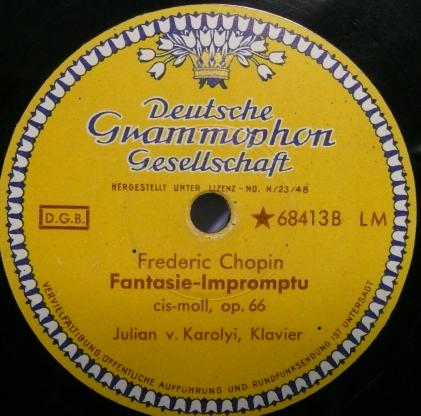 Deutsche
Grammophon
Gesellschaft
HERGESTELLT UNTER LIZENZ-NO. N/23/48
D.G.B. ★68413B LM
Frederic Chopin
Fantasie-Impromptu
cis-moll, op. 66
Julian v. Karolyi, Klavier
VERVIELFÄLTIGUNG, ÖFFENTLICHE AUFFÜHRUNG UND RUNDFUNKSENDUNG IST UNTERSAGT